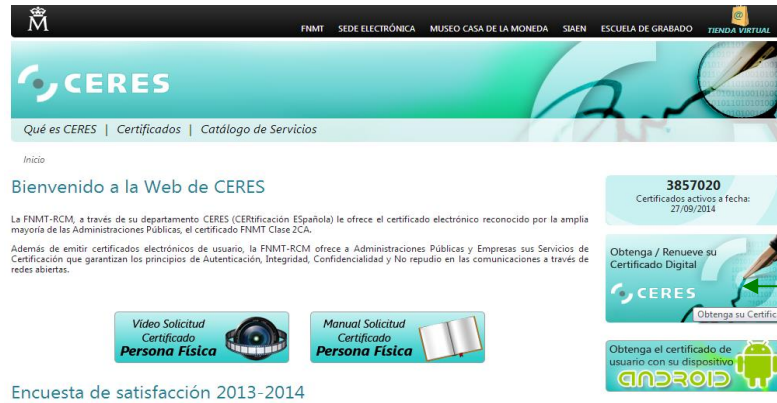 M
FNMT SEDE ELECTRÓNICA MUSEO CASA DE LA MONEDA SIAEN ESCUELA DE GRABADO TIENDA VIRTUAL
CERES
Qué es CERES | Certificados | Catálogo de Servicios
Inicio
Bienvenido a la Web de CERES
La FNMT-RCM, a través de su departamento CERES (CERtificación ESpañola) le ofrece el certificado electrónico reconocido por la amplia
mayoría de las Administraciones Públicas, el certificado FNMT Clase 2CA.
Además de emitir certificados electrónicos de usuario, la FNMT-RCM ofrece a Administraciones Públicas y Empresas sus Servicios de
Certificación que garantizan los principios de Autenticación, Integridad, Confidencialidad y No repudio en las comunicaciones a través de
redes abiertas.
Vídeo Solicitud
Certificado
Persona Física
Manual Solicitud
Certificado
Persona Física
Encuesta de satisfacción 2013-2014
3857020
Certificados activos a fecha:
27/09/2014
Obtenga / Renueve su
Certificado Digital
CERES
Obtenga su Certific
Obtenga el certificado de
usuario con su dispositivo
ANDROID